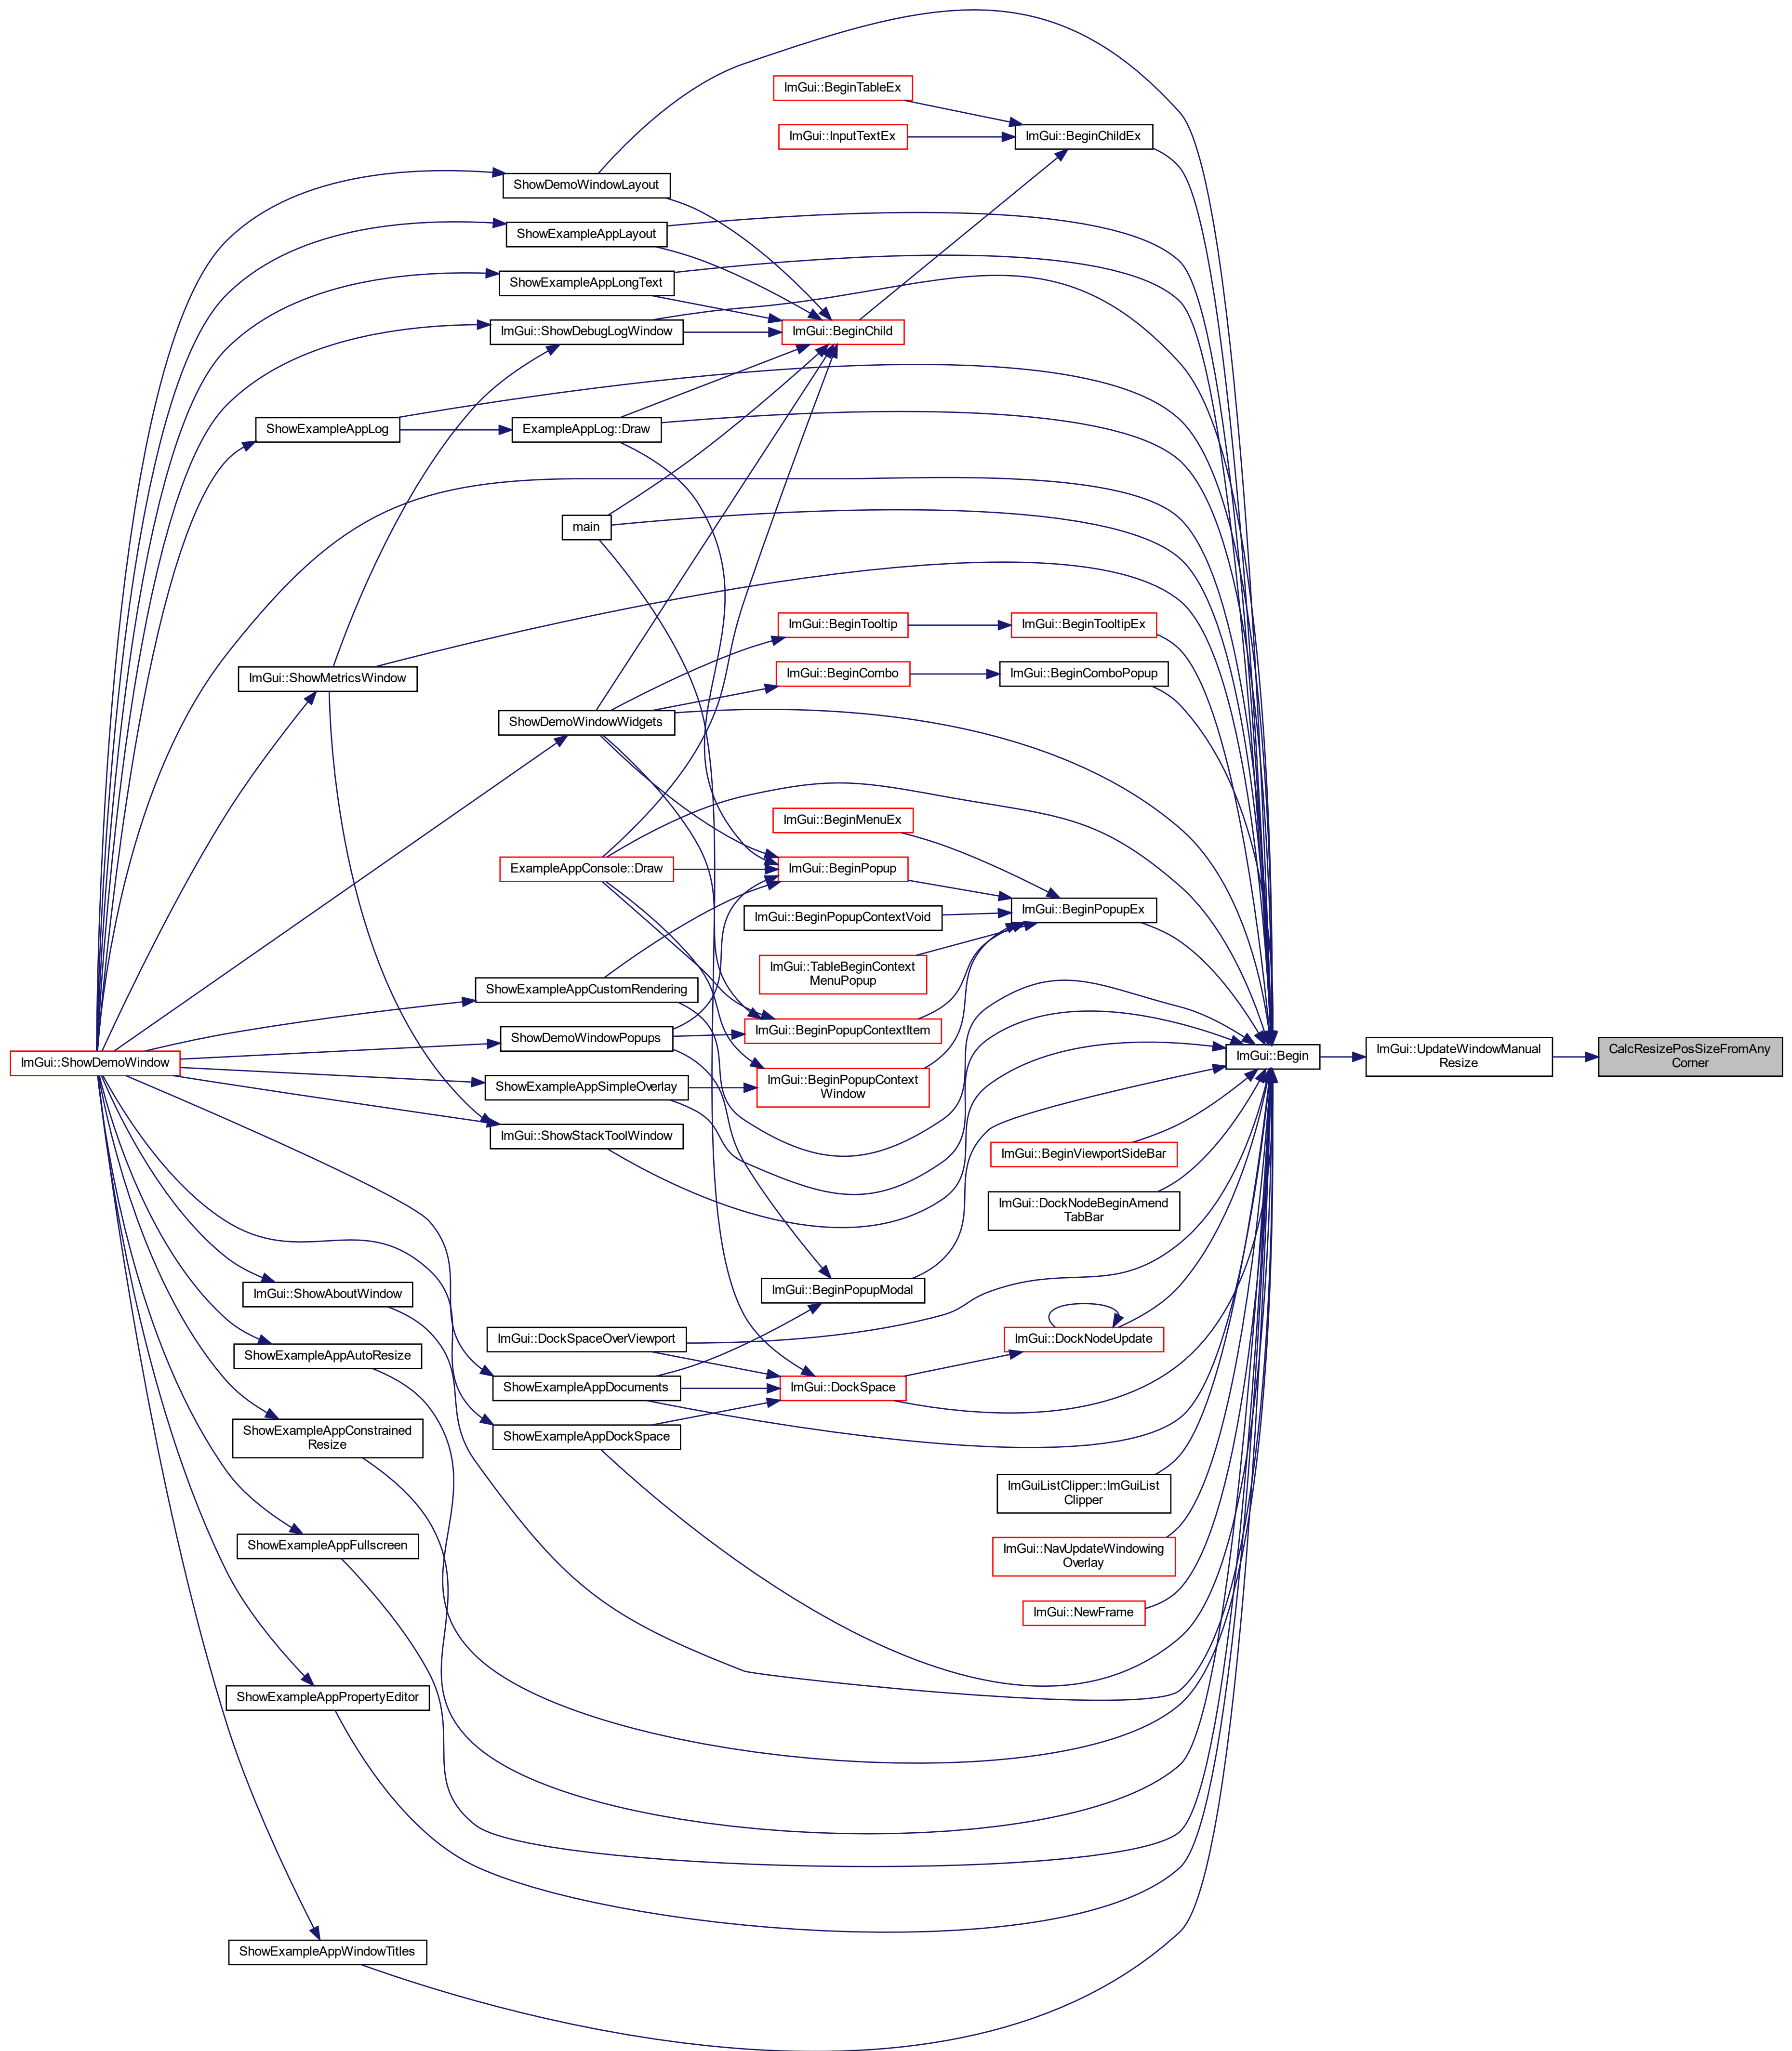 ImGui::BeginTableEx
ImGui::InputTextEx
ImGui::BeginChildEx
ShowDemoWindowLayout
ShowExampleAppLayout
ShowExampleAppLongText
ImGui::ShowDebugLogWindow
ImGui::BeginChild
ShowExampleAppLog
ExampleAppLog::Draw
main
ImGui::BeginTooltip
ImGui::BeginTooltipEx
ImGui::ShowMetricsWindow
ImGui::BeginCombo
ImGui::BeginComboPopup
ShowDemoWindowWidgets
ImGui::BeginMenuEx
ExampleAppConsole::Draw
ImGui::BeginPopup
ImGui::BeginPopupContextVoid
ImGui::BeginPopupEx
ImGui::TableBeginContext
MenuPopup
ShowExampleAppCustomRendering
ShowDemoWindowPopups
ImGui::BeginPopupContextItem
ImGui::ShowDemoWindow
ShowExampleAppSimpleOverlay
ImGui::BeginPopupContext
Window
ImGui::Begin
ImGui::UpdateWindowManual
Resize
CalcResizePosSizeFromAny
Corner
ImGui::ShowStackToolWindow
ImGui::BeginViewportSideBar
ImGui::DockNodeBeginAmend
TabBar
ImGui::ShowAboutWindow
ImGui::BeginPopupModal
ImGui::DockSpaceOverViewport
ImGui::DockNodeUpdate
ShowExampleAppAutoResize
ShowExampleAppDocuments
ImGui::DockSpace
ShowExampleAppConstrained
Resize
ShowExampleAppDockSpace
ImGuiListClipper::ImGuiList
Clipper
ShowExampleAppFullscreen
ImGui::NavUpdateWindowing
Overlay
ImGui::NewFrame
ShowExampleAppPropertyEditor
ShowExampleAppWindowTitles